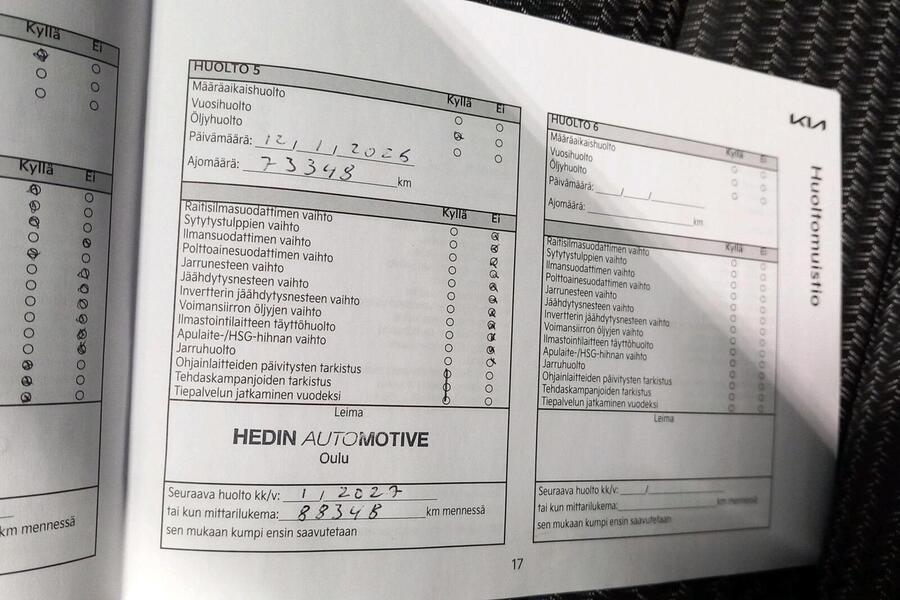 Kyllä Ei
Kyllä Ei
km mennessä
HUOLTO 5
Kyllä Ei
Määräaikaishuolto
Vuosihuolto
Öljyhuolto
Päivämäärä: 12, 1, 2026
Ajomäärä: 73348 km
Kyllä Ei
Raitisilmasuodattimen vaihto
Sytytystulppien vaihto
Ilmansuodattimen vaihto
Polttoainesuodattimen vaihto
Jarrunesteen vaihto
Jäähdytysnesteen vaihto
Invertterin jäähdytysnesteen vaihto
Voimansiirron öljyjen vaihto
Ilmastointilaitteen täyttöhuolto
Apulaite-/HSG-hihnan vaihto
Jarruhuolto
Ohjainlaitteiden päivitysten tarkistus
Tehdaskampanjoiden tarkistus
Tiepalvelun jatkaminen vuodeksi
Leima
HEDIN AUTOMOTIVE
Oulu
Seuraava huolto kk/v: 1, 2027
tai kun mittarilukema: 88348 km mennessä
sen mukaan kumpi ensin saavutetaan
17
HUOLTO 6
Kyllä Ei
Määräaikaishuolto
Vuosihuolto
Öljyhuolto
Päivämäärä: / /
Ajomäärä: km
Kyllä Ei
Raitisilmasuodattimen vaihto
Sytytystulppien vaihto
Ilmansuodattimen vaihto
Polttoainesuodattimen vaihto
Jarrunesteen vaihto
Jäähdytysnesteen vaihto
Invertterin jäähdytysnesteen vaihto
Voimansiirron öljyjen vaihto
Ilmastointilaitteen täyttöhuolto
Apulaite-/HSG-hihnan vaihto
Jarruhuolto
Ohjainlaitteiden päivitysten tarkistus
Tehdaskampanjoiden tarkistus
Tiepalvelun jatkaminen vuodeksi
Leima
Seuraava huolto kk/v: /
tai kun mittarilukema: km mennessä
sen mukaan kumpi ensin saavutetaan
KIA
Huoltomuistio